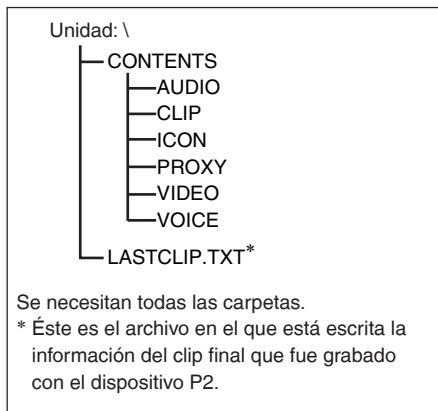 Unidad: \
CONTENTS
AUDIO
CLIP
ICON
PROXY
VIDEO
VOICE
LASTCLIP.TXT*
Se necesitan todas las carpetas.
* Éste es el archivo en el que está escrita la
información del clip final que fue grabado
con el dispositivo P2.